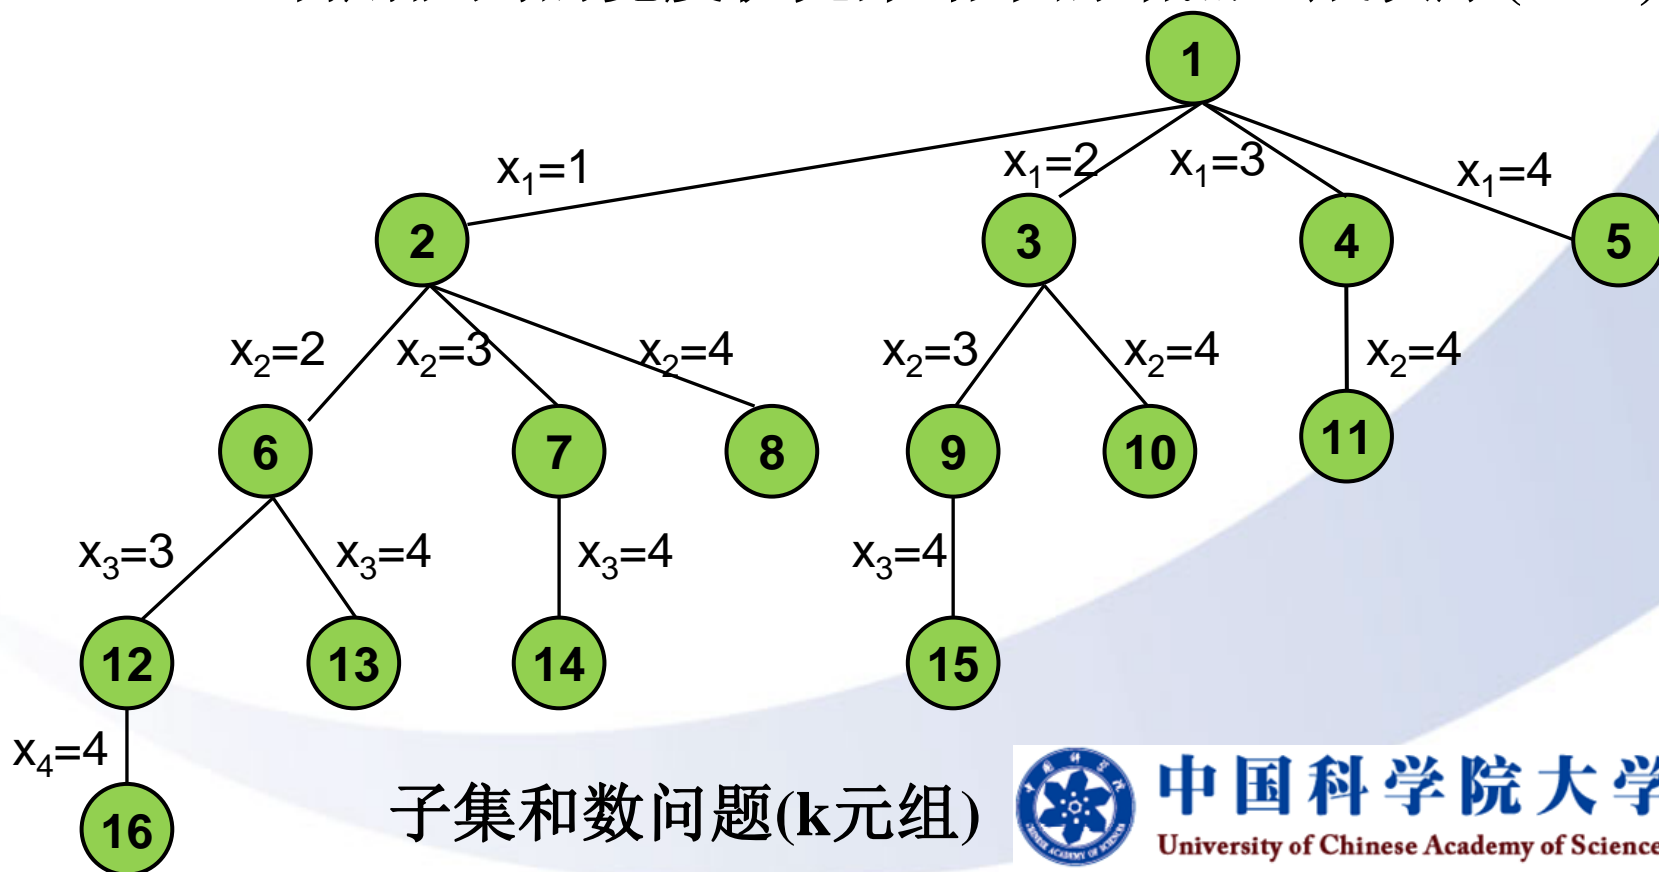 1
x₁=1
x₁=2
x₁=3
x₁=4
2
3
4
5
x₂=2
x₂=3
x₂=4
x₂=3
x₂=4
x₂=4
6
7
8
9
10
11
x₃=3
x₃=4
x₃=4
x₃=4
12
13
14
15
x₄=4
16
子集和数问题(k元组)
中国科学院大学
University of Chinese Academy of Science